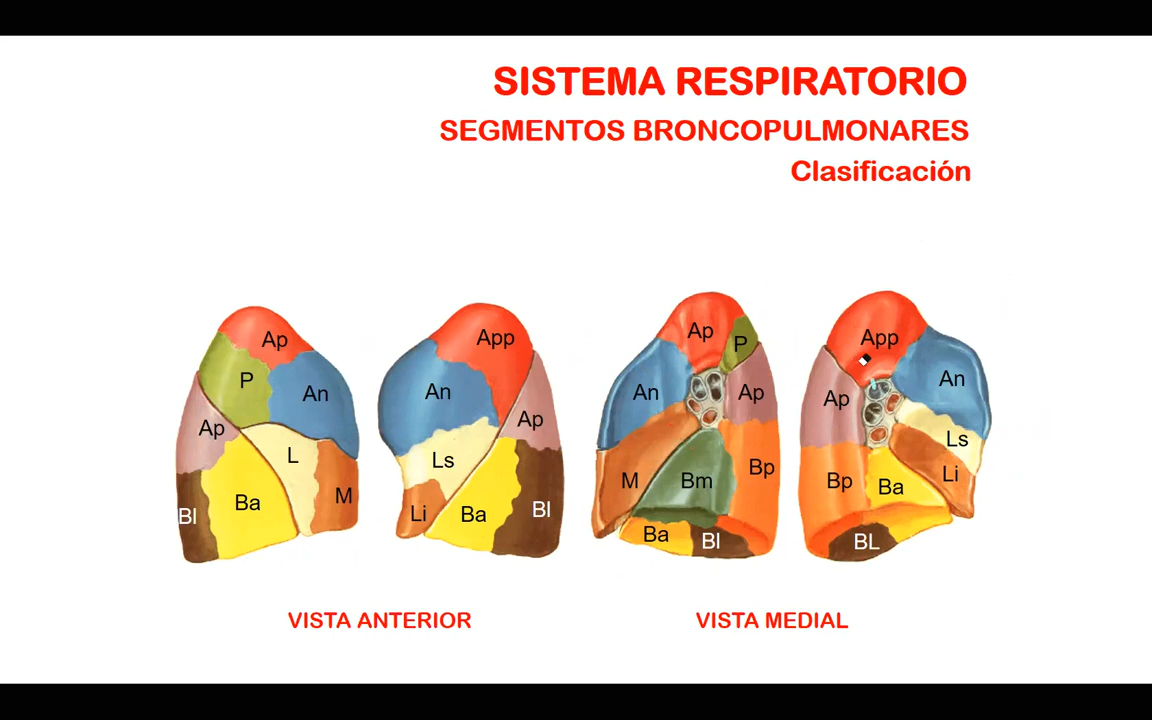 SISTEMA RESPIRATORIO
SEGMENTOS BRONCOPULMONARES
Clasificación
Ap
P
An
Ap
L
M
Ba
Bl
App
An
Ap
Ls
Li
Ba
Bl
Ap
P
An
Ap
M
Bm
Bp
Ba
Bl
App
An
Ap
Ls
Li
Bp
Ba
BL
VISTA ANTERIOR
VISTA MEDIAL